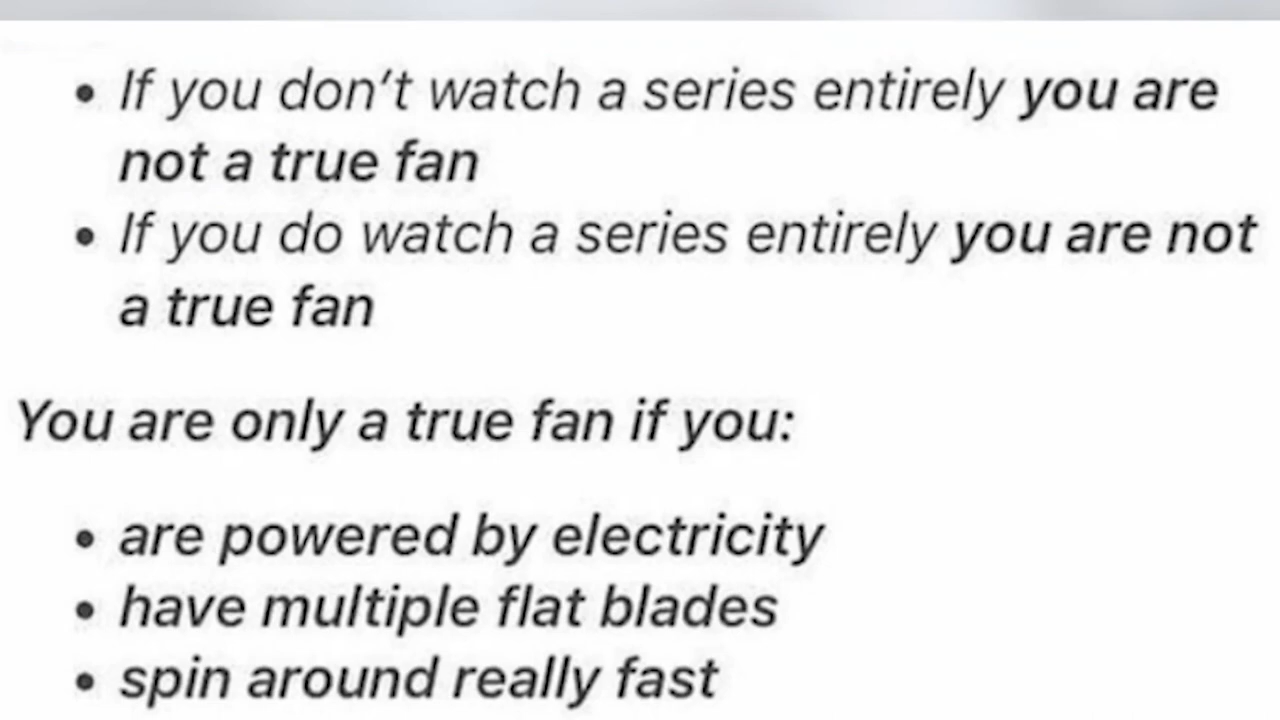 • If you don't watch a series entirely you are
not a true fan
• If you do watch a series entirely you are not
a true fan
You are only a true fan if you:
• are powered by electricity
• have multiple flat blades
• spin around really fast